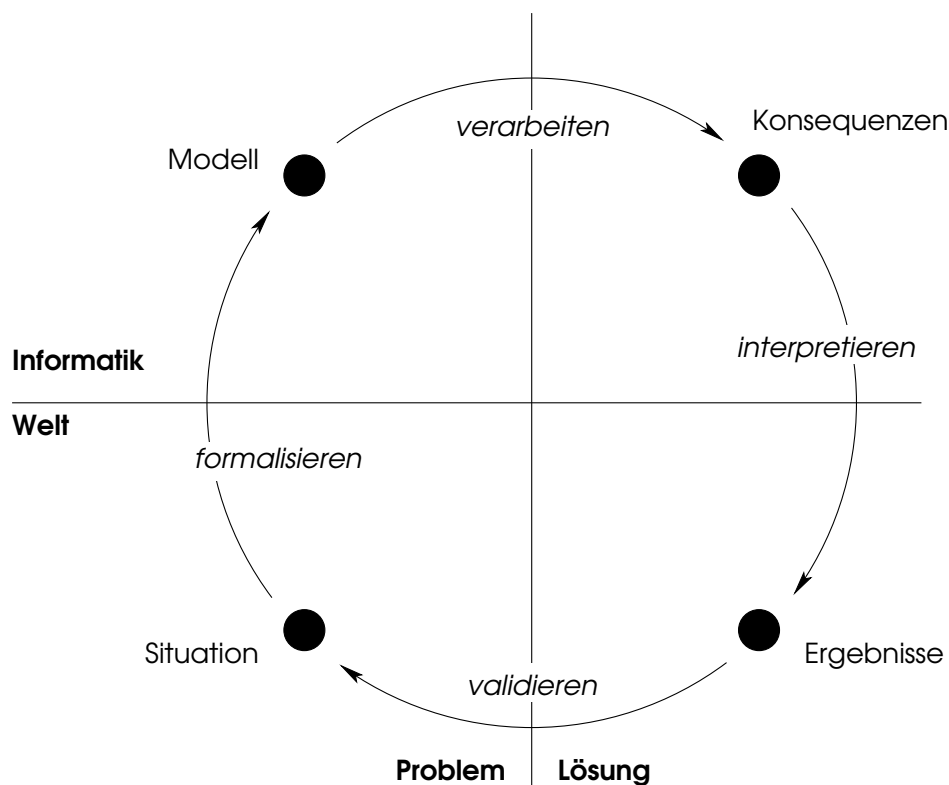 verarbeiten
Konsequenzen
Modell
interpretieren
Informatik
Welt
formalisieren
Situation
Ergebnisse
validieren
Problem
Lösung